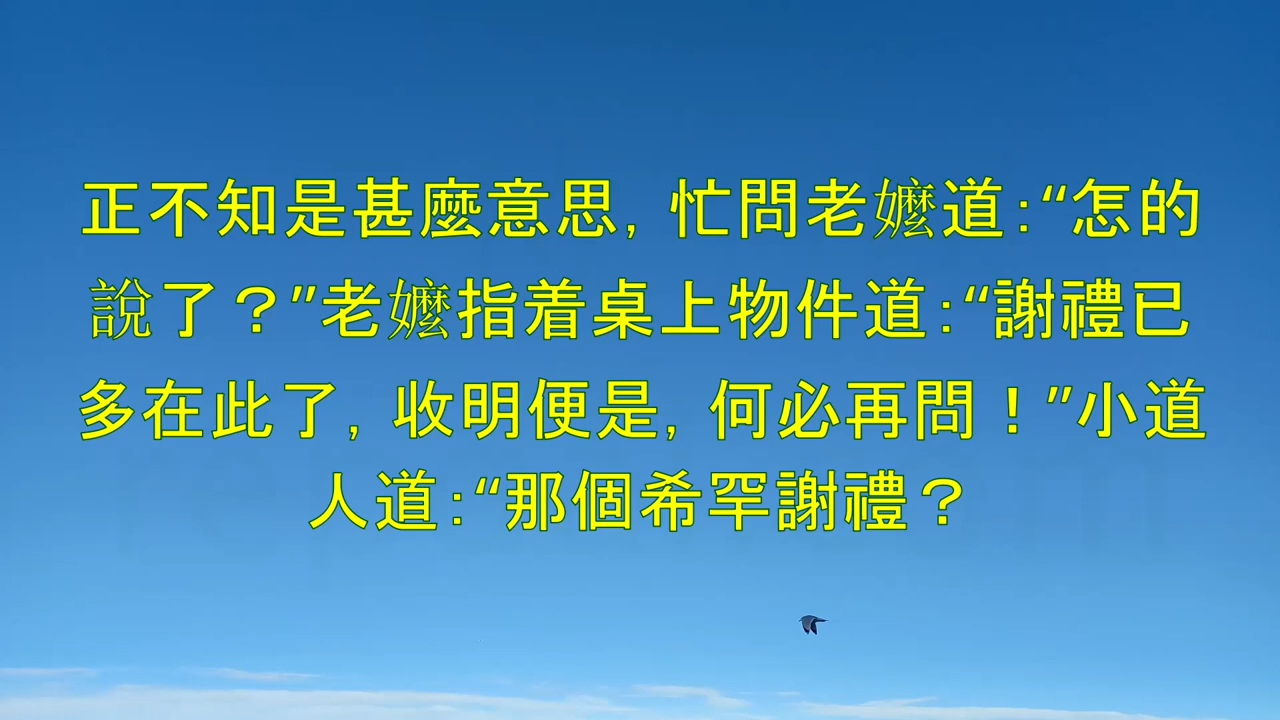 正不知是甚麼意思，忙問老嬤道：“怎的
說了？”老嬤指着桌上物件道：“謝禮已
多在此了，收明便是，何必再問！”小道
人道：“那個希罕謝禮？